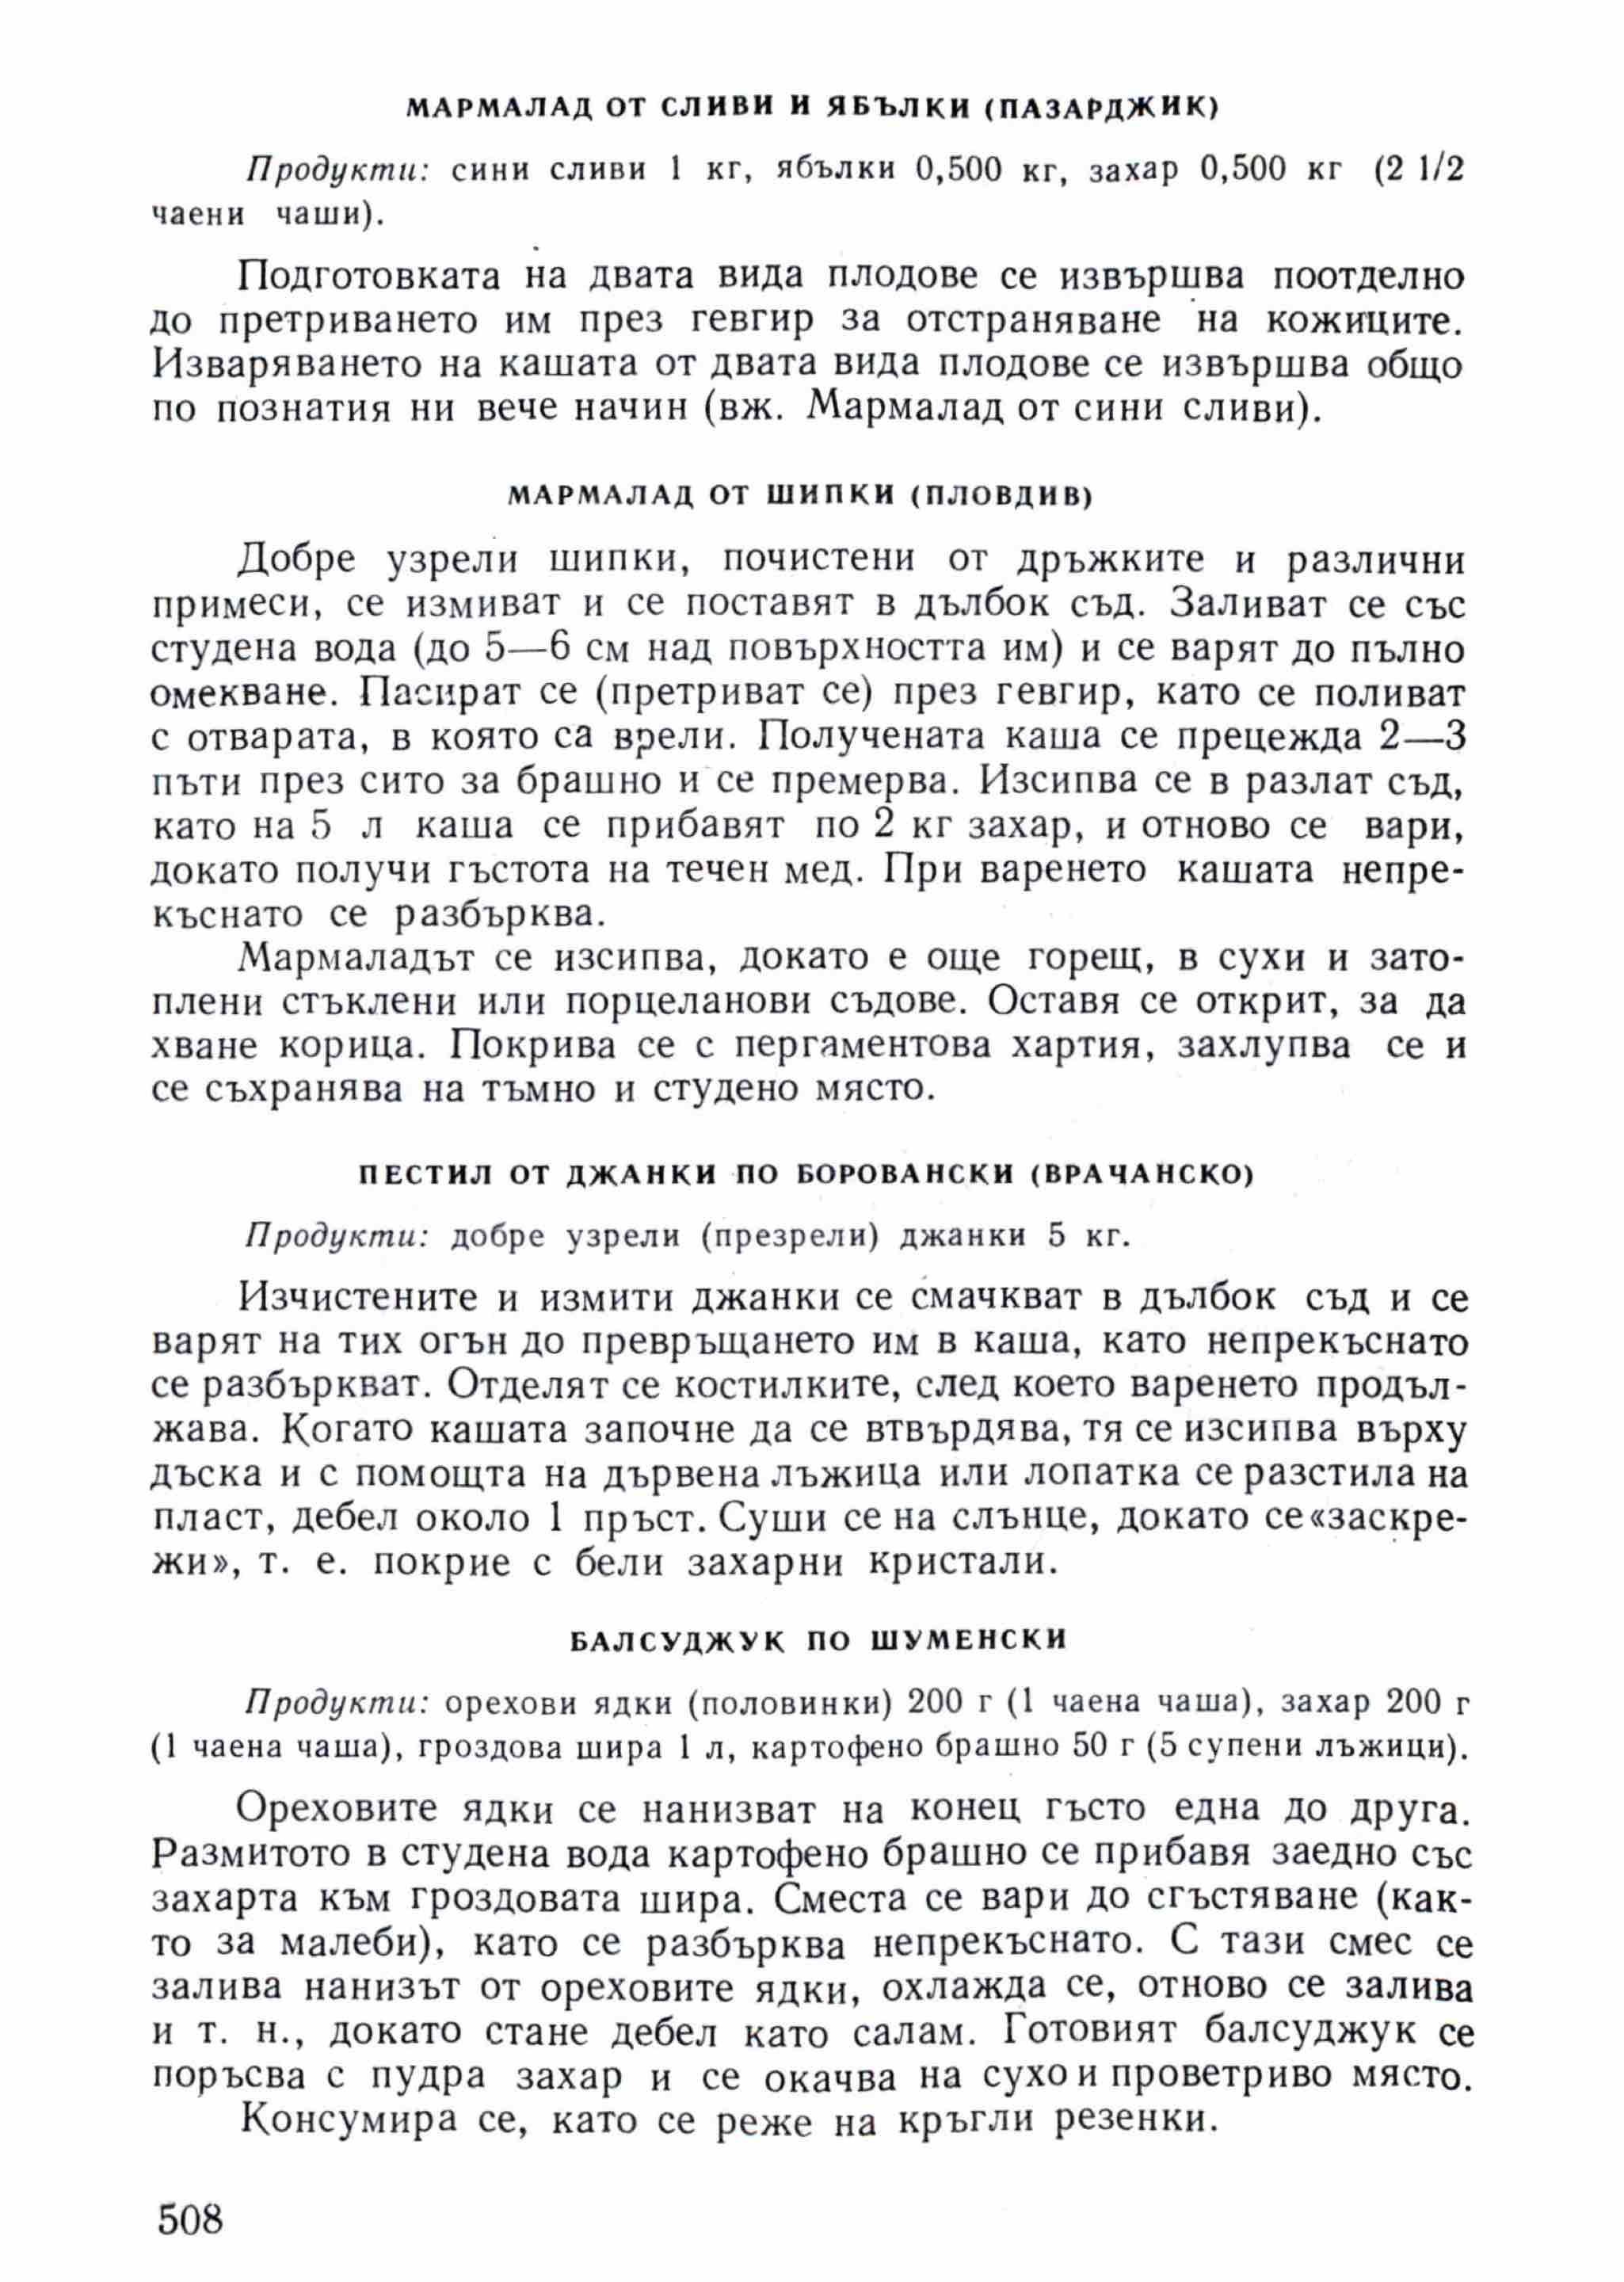 МАРМАЛАД ОТ СЛИВИ И ЯБЪЛКИ (ПАЗАРДЖИК)
Продукти: сини сливи 1 кг, ябълки 0,500 кг, захар 0,500 кг (2 1/2
чаени чаши).
Подготовката на двата вида плодове се извършва поотделно
до претриването им през гевгир за отстраняване на кожиците.
Изваряването на кашата от двата вида плодове се извършва общо
по познатия ни вече начин (вж. Мармалад от сини сливи).
МАРМАЛАД ОТ ШИПКИ (ПЛОВДИВ)
Добре узрели шипки, почистени от дръжките и различни
примеси, се измиват и се поставят в дълбок съд. Заливат се със
студена вода (до 5—6 см над повърхността им) и се варят до пълно
омекване. Пасират се (претриват се) през гевгир, като се поливат
с отварата, в която са врели. Получената каша се прецежда 2—3
пъти през сито за брашно и се премерва. Изсипва се в разлат съд,
като на 5 л каша се прибавят по 2 кг захар, и отново се вари,
докато получи гъстота на течен мед. При варенето кашата непре-
къснато се разбърква.
Мармаладът се изсипва, докато е още горещ, в сухи и зато-
плени стъклени или порцеланови съдове. Оставя се открит, за да
хване корица. Покрива се с пергаментова хартия, захлупва се и
се съхранява на тъмно и студено място.
ПЕСТИЛ ОТ ДЖАНКИ ПО БОРОВАНСКИ (ВРАЧАНСКО)
Продукти: добре узрели (презрели) джанки 5 кг.
Изчистените и измити джанки се смачкват в дълбок съд и се
варят на тих огън до превръщането им в каша, като непрекъснато
се разбъркват. Отделят се костилките, след което варенето продъл-
жава. Когато кашата започне да се втвърдява, тя се изсипва върху
дъска и с помощта на дървена лъжица или лопатка се разстила на
пласт, дебел около 1 пръст. Суши се на слънце, докато се «заскре-
жи», т. е. покрие с бели захарни кристали.
БАЛСУДЖУК ПО ШУМЕНСКИ
Продукти: орехови ядки (половинки) 200 г (1 чаена чаша), захар 200 г
(1 чаена чаша), гроздова шира 1 л, картофено брашно 50 г (5 супени лъжици).
Ореховите ядки се нанизват на конец гъсто една до друга.
Размитото в студена вода картофено брашно се прибавя заедно със
захарта към гроздовата шира. Сместа се вари до сгъстяване (как-
то за малеби), като се разбърква непрекъснато. С тази смес се
залива нанизът от ореховите ядки, охлажда се, отново се залива
и т. н., докато стане дебел като салам. Готовият балсуджук се
поръсва с пудра захар и се окачва на сухо и проветриво място.
Консумира се, като се реже на кръгли резенки.
508